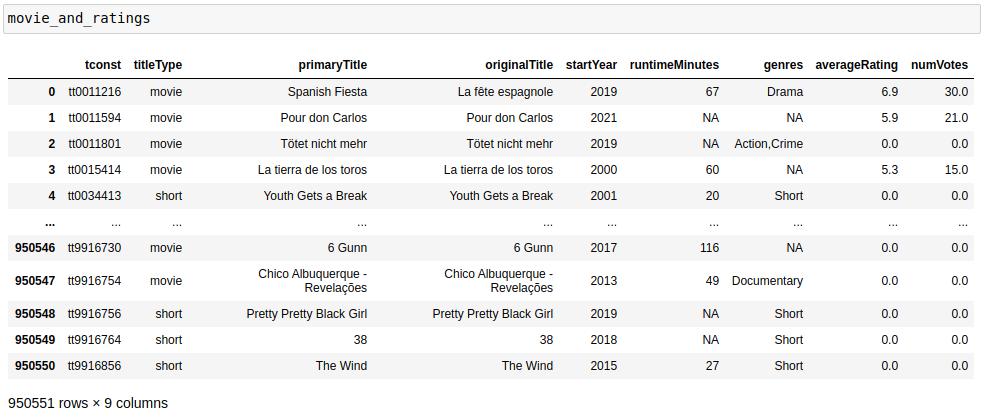 movie_and_ratings
tconst titleType primaryTitle originalTitle startYear runtimeMinutes genres averageRating numVotes
0 tt0011216 movie Spanish Fiesta La fête espagnole 2019 67 Drama 6.9 30.0
1 tt0011594 movie Pour don Carlos Pour don Carlos 2021 NA NA 5.9 21.0
2 tt0011801 movie Tötet nicht mehr Tötet nicht mehr 2019 NA Action,Crime 0.0 0.0
3 tt0015414 movie La tierra de los toros La tierra de los toros 2000 60 NA 5.3 15.0
4 tt0034413 short Youth Gets a Break Youth Gets a Break 2001 20 Short 0.0 0.0
... ... ... ... ... ... ... ... ... ...
950546 tt9916730 movie 6 Gunn 6 Gunn 2017 116 NA 0.0 0.0
950547 tt9916754 movie Chico Albuquerque - Revelações Chico Albuquerque - Revelações 2013 49 Documentary 0.0 0.0
950548 tt9916756 short Pretty Pretty Black Girl Pretty Pretty Black Girl 2019 NA Short 0.0 0.0
950549 tt9916764 short 38 38 2018 NA Short 0.0 0.0
950550 tt9916856 short The Wind The Wind 2015 27 Short 0.0 0.0
950551 rows × 9 columns